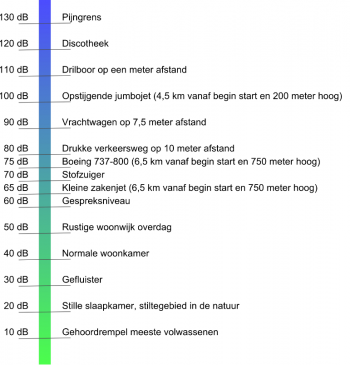 130 dB Pijngrens
120 dB Discotheek
110 dB Drilboor op een meter afstand
100 dB Opstijgende jumbojet (4,5 km vanaf begin start en 200 meter hoog)
90 dB Vrachtwagen op 7,5 meter afstand
80 dB Drukke verkeersweg op 10 meter afstand
75 dB Boeing 737-800 (6,5 km vanaf begin start en 750 meter hoog)
70 dB Stofzuiger
65 dB Kleine zakenjet (6,5 km vanaf begin start en 750 meter hoog)
60 dB Gespreksniveau
50 dB Rustige woonwijk overdag
40 dB Normale woonkamer
30 dB Gefluister
20 dB Stille slaapkamer, stiltegebied in de natuur
10 dB Gehoordrempel meeste volwassenen